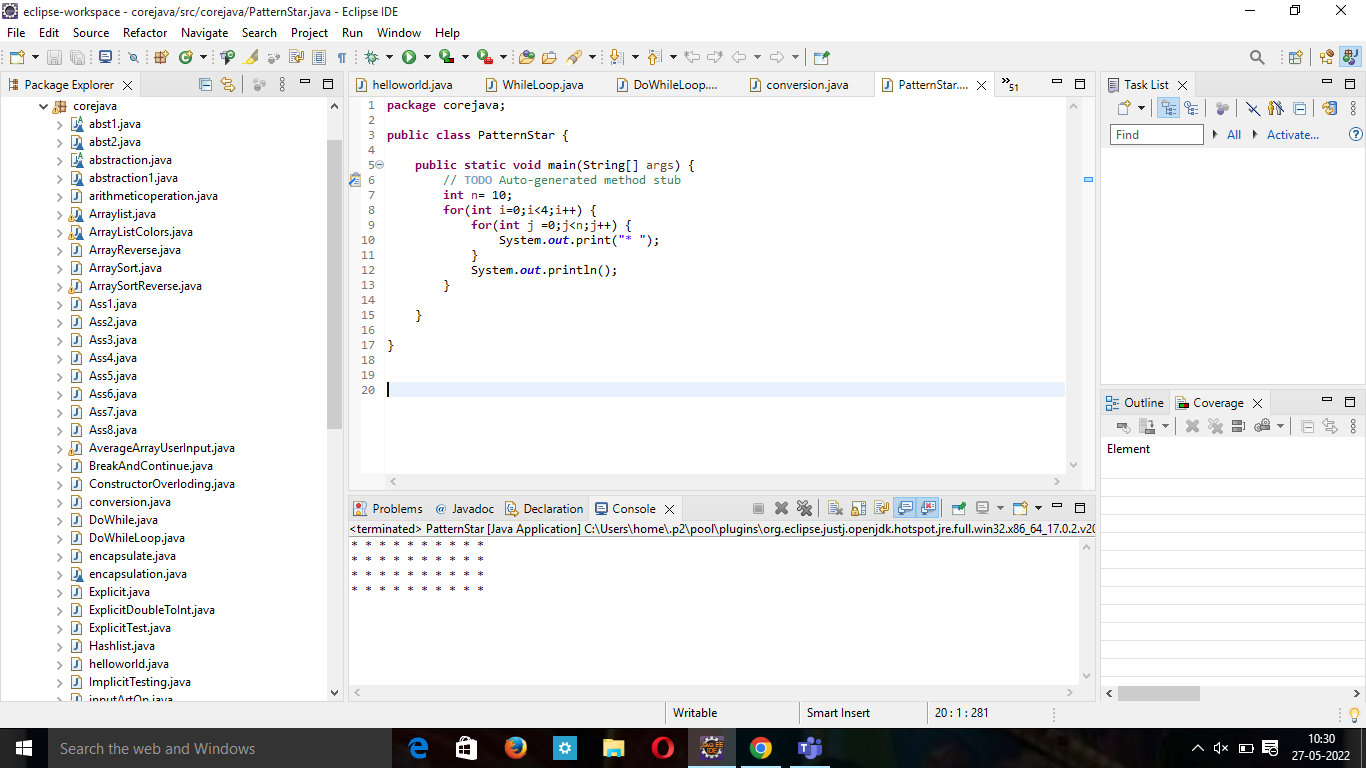 eclipse-workspace - corejava/src/corejava/PatternStar.java - Eclipse IDE
File Edit Source Refactor Navigate Search Project Run Window Help
Package Explorer
corejava
abst1.java
abst2.java
abstraction.java
abstraction1.java
arithmeticoperation.java
Arraylist.java
ArrayListColors.java
ArrayReverse.java
ArraySort.java
ArraySortReverse.java
Ass1.java
Ass2.java
Ass3.java
Ass4.java
Ass5.java
Ass6.java
Ass7.java
Ass8.java
AverageArrayUserInput.java
BreakAndContinue.java
ConstructorOverloding.java
conversion.java
DoWhile.java
DoWhileLoop.java
encapsulate.java
encapsulation.java
Explicit.java
ExplicitDoubleToInt.java
ExplicitTest.java
Hashlist.java
helloworld.java
ImplicitTesting.java
inputArtOp.java
helloworld.java WhileLoop.java DoWhileLoop.... conversion.java PatternStar.... »51
1 package corejava;
2
3 public class PatternStar {
4
5 public static void main(String[] args) {
6 // TODO Auto-generated method stub
7 int n= 10;
8 for(int i=0;i<4;i++) {
9 for(int j =0;j<n;j++) {
10 System.out.print("* ");
11 }
12 System.out.println();
13 }
14
15 }
16
17 }
18
19
20
Problems @ Javadoc Declaration Console
<terminated> PatternStar [Java Application] C:\Users\home\.p2\pool\plugins\org.eclipse.justj.openjdk.hotspot.jre.full.win32.x86_64_17.0.2.v20
* * * * * * * * * *
* * * * * * * * * *
* * * * * * * * * *
* * * * * * * * * *
Task List
Find All Activate...
Outline Coverage
Element
Writable Smart Insert 20 : 1 : 281
Search the web and Windows
JAVA EE
IDE
10:30
27-05-2022